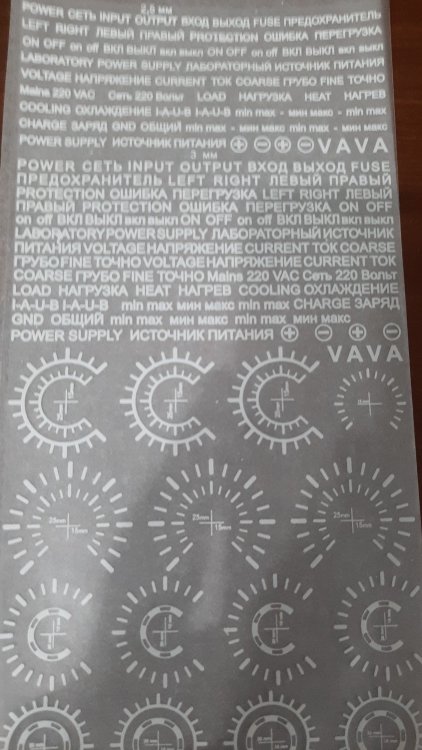 2,5 мм
POWER СЕТЬ INPUT OUTPUT ВХОД ВЫХОД FUSE ПРЕДОХРАНИТЕЛЬ
LEFT RIGHT ЛЕВЫЙ ПРАВЫЙ PROTECTION ОШИБКА ПЕРЕГРУЗКА
ON OFF on off ВКЛ ВЫКЛ вкл выкл ON OFF on off ВКЛ ВЫКЛ вкл выкл
LABORATORY POWER SUPPLY ЛАБОРАТОРНЫЙ ИСТОЧНИК ПИТАНИЯ
VOLTAGE НАПРЯЖЕНИЕ CURRENT ТОК COARSE ГРУБО FINE ТОЧНО
Mains 220 VAC Сеть 220 Вольт LOAD НАГРУЗКА HEAT НАГРЕВ
COOLING ОХЛАЖДЕНИЕ I-A-U-B I-A-U-B min max - мин макс - min max
CHARGE ЗАРЯД GND ОБЩИЙ min max - мин макс - min max - мин макс
POWER SUPPLY ИСТОЧНИК ПИТАНИЯ ⊕ ⊖ ⊕ ⊖ V A V A
3 мм
POWER СЕТЬ INPUT OUTPUT ВХОД ВЫХОД FUSE
ПРЕДОХРАНИТЕЛЬ LEFT RIGHT ЛЕВЫЙ ПРАВЫЙ
PROTECTION ОШИБКА ПЕРЕГРУЗКА LEFT RIGHT ЛЕВЫЙ
ПРАВЫЙ PROTECTION ОШИБКА ПЕРЕГРУЗКА ON OFF
on off ВКЛ ВЫКЛ вкл выкл ON OFF on off ВКЛ ВЫКЛ вкл выкл
LABORATORY POWER SUPPLY ЛАБОРАТОРНЫЙ ИСТОЧНИК
ПИТАНИЯ VOLTAGE НАПРЯЖЕНИЕ CURRENT ТОК COARSE
ГРУБО FINE ТОЧНО VOLTAGE НАПРЯЖЕНИЕ CURRENT ТОК
COARSE ГРУБО FINE ТОЧНО Mains 220 VAC Сеть 220 Вольт
LOAD НАГРУЗКА HEAT НАГРЕВ COOLING ОХЛАЖДЕНИЕ
I-A-U-B I-A-U-B min max мин макс min max CHARGE ЗАРЯД
GND ОБЩИЙ min max мин макс min max мин макс
POWER SUPPLY ИСТОЧНИК ПИТАНИЯ ⊕ ⊖ ⊕ ⊖
V A V A
25mm 15mm 25mm 15mm 25mm 15mm